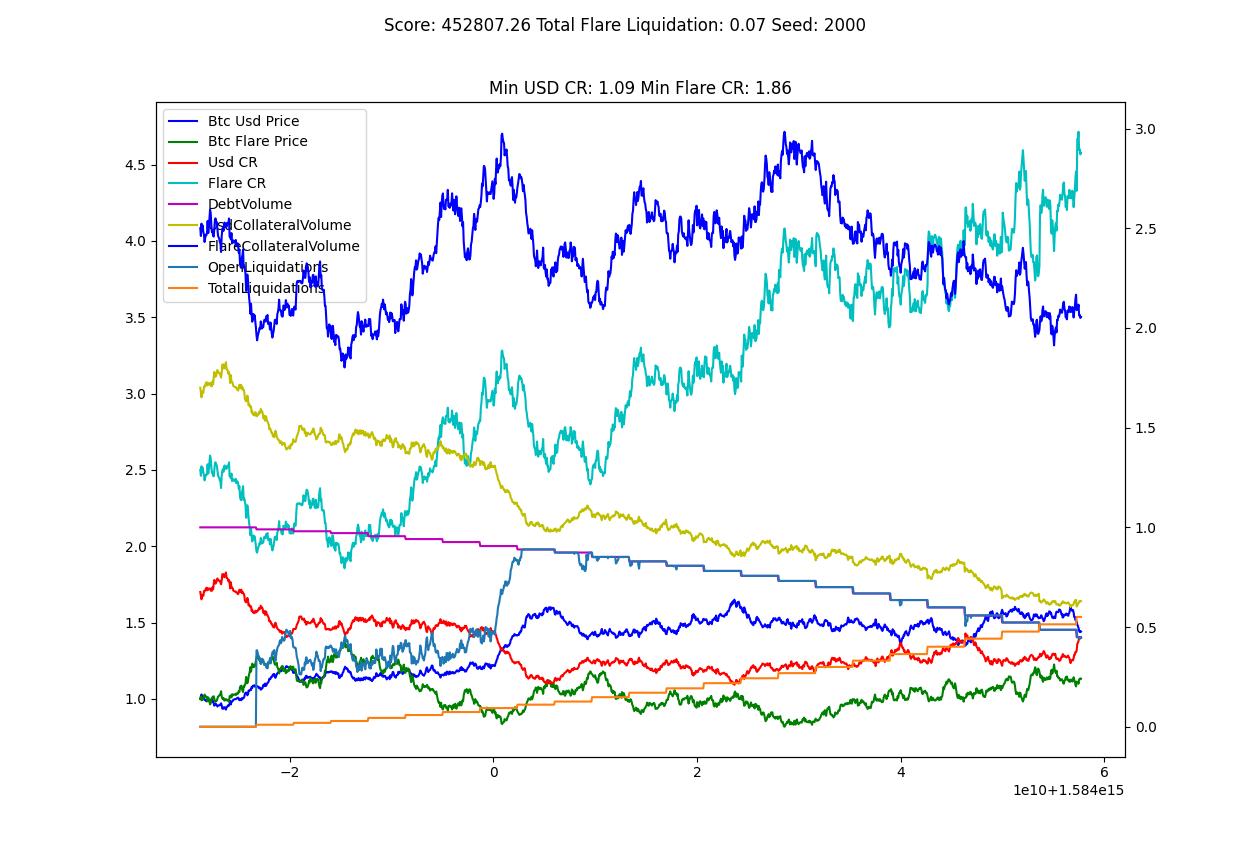 Score: 452807.26 Total Flare Liquidation: 0.07 Seed: 2000
Min USD CR: 1.09 Min Flare CR: 1.86
Btc Usd Price
Btc Flare Price
Usd CR
Flare CR
DebtVolume
UsdCollateralVolume
FlareCollateralVolume
OpenLiquidations
TotalLiquidations
4.5
4.0
3.5
3.0
2.5
2.0
1.5
1.0
3.0
2.5
2.0
1.5
1.0
0.5
0.0
−2
0
2
4
6
1e10+1.584e15